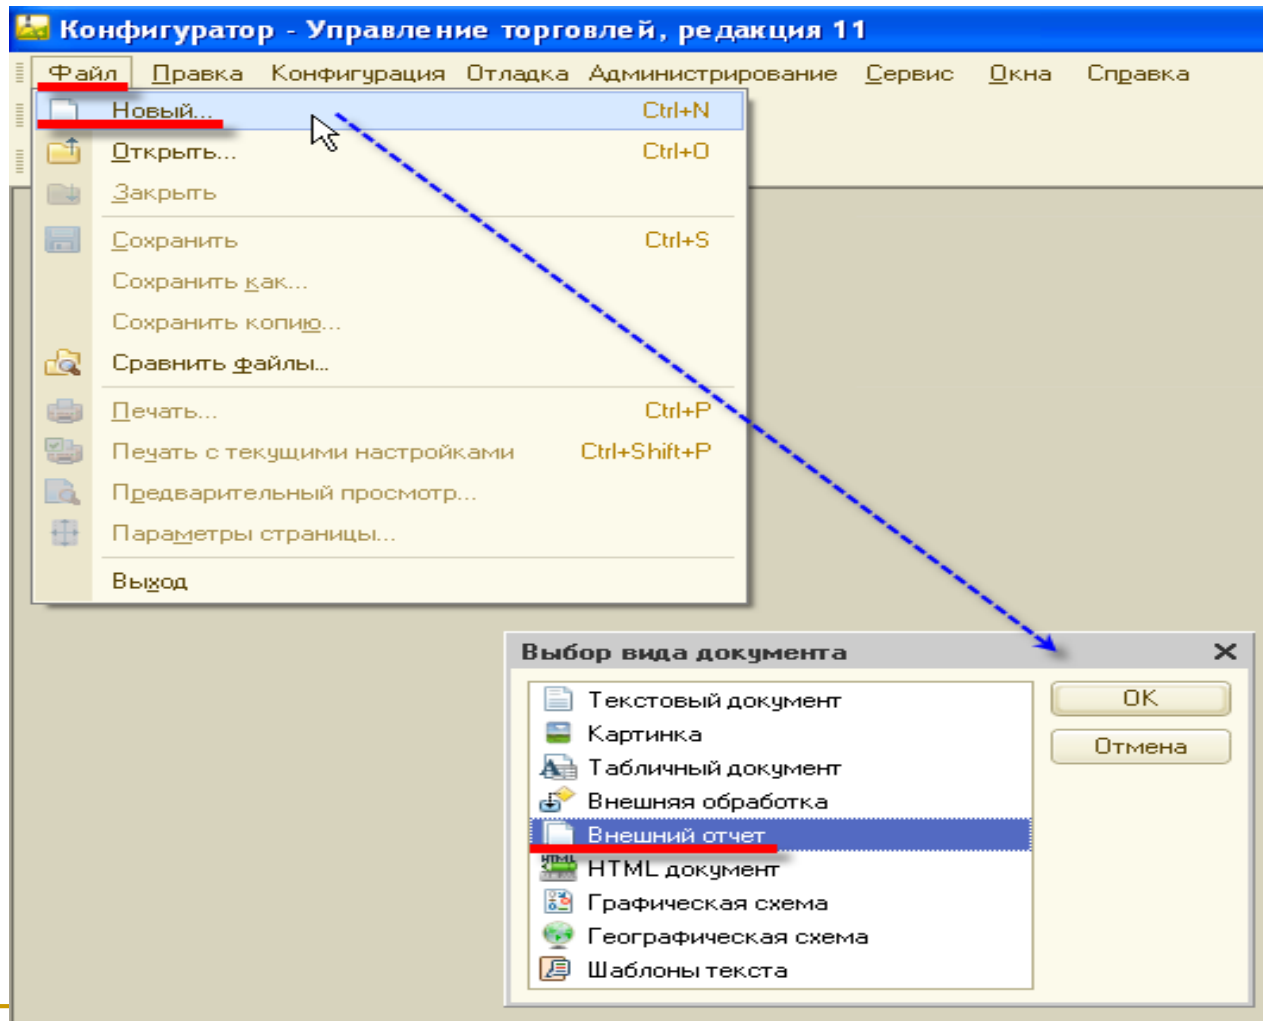 Конфигуратор - Управление торговлей, редакция 11
Файл Правка Конфигурация Отладка Администрирование Сервис Окна Справка
Новый... Ctrl+N
Открыть... Ctrl+O
Закрыть
Сохранить Ctrl+S
Сохранить как...
Сохранить копию...
Сравнить файлы...
Печать... Ctrl+P
Печать с текущими настройками Ctrl+Shift+P
Предварительный просмотр...
Параметры страницы...
Выход
Выбор вида документа
Текстовый документ
Картинка
Табличный документ
Внешняя обработка
Внешний отчет
HTML документ
Графическая схема
Географическая схема
Шаблоны текста
OK
Отмена